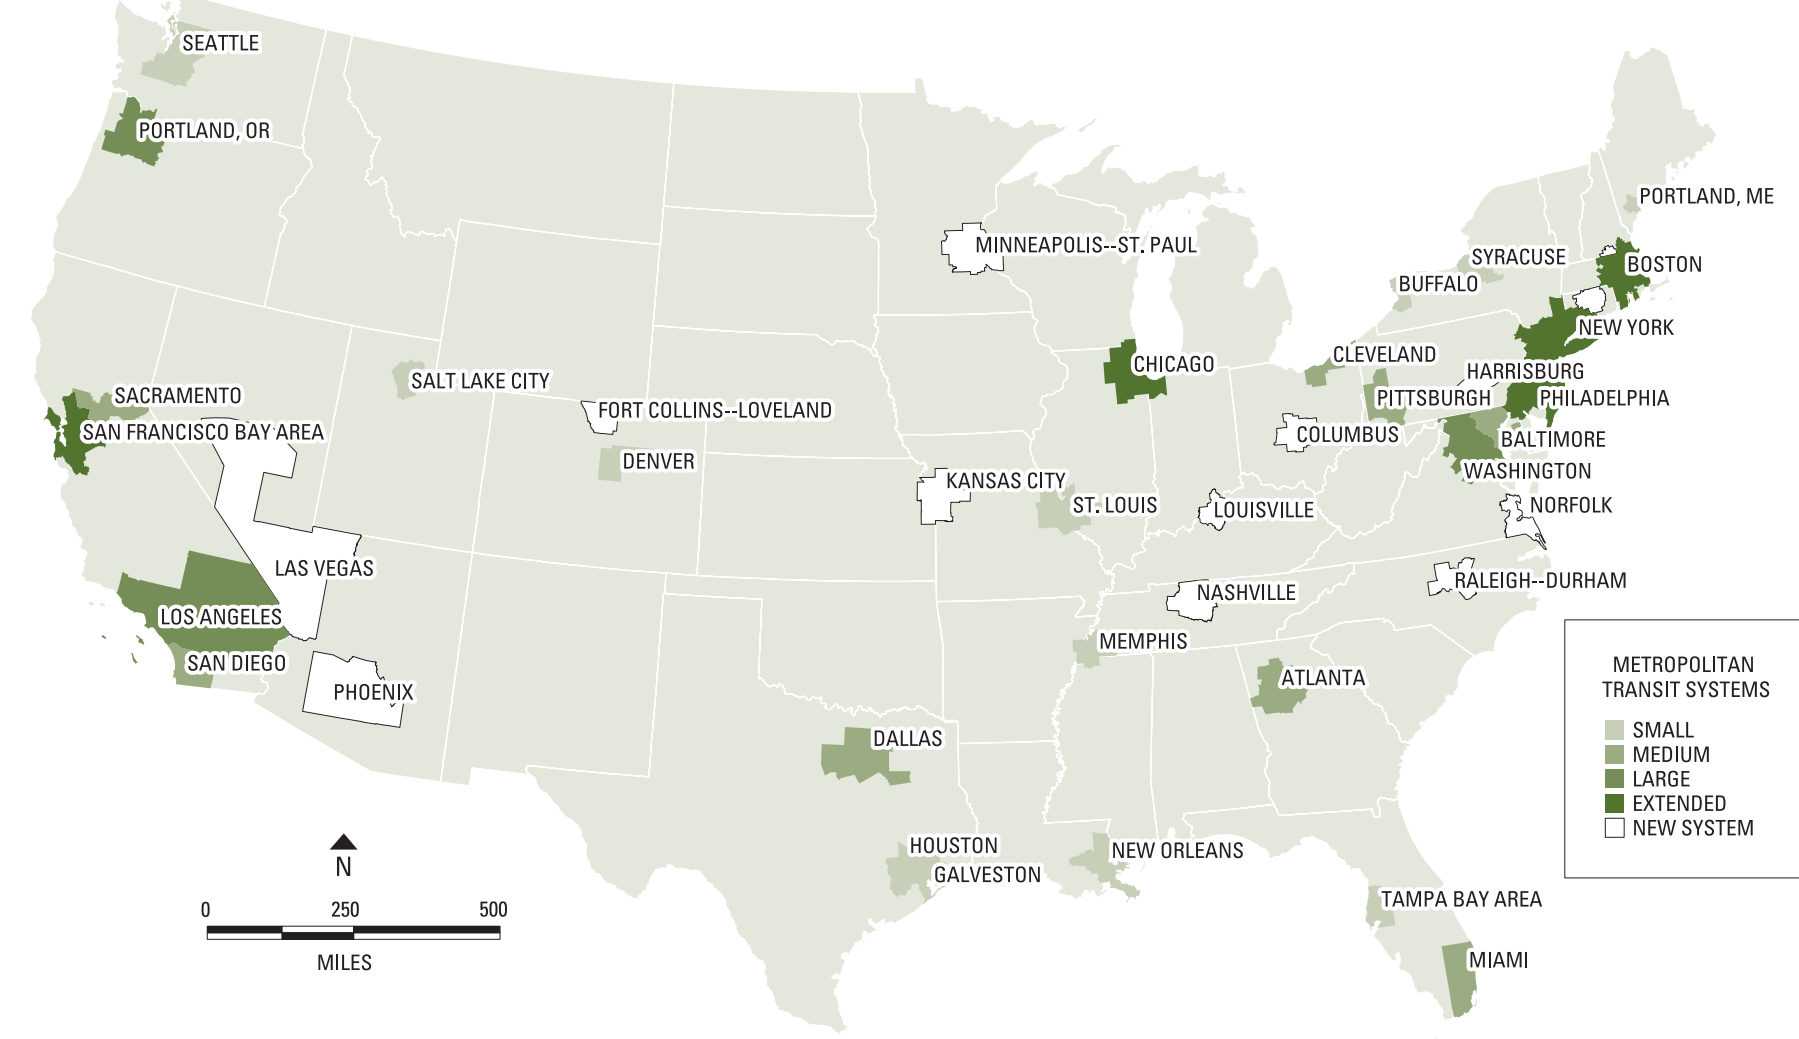 SEATTLE
PORTLAND, OR
PORTLAND, ME
MINNEAPOLIS--ST. PAUL
SYRACUSE
BOSTON
BUFFALO
NEW YORK
CLEVELAND
CHICAGO
HARRISBURG
SALT LAKE CITY
SACRAMENTO
PITTSBURGH
PHILADELPHIA
FORT COLLINS--LOVELAND
SAN FRANCISCO BAY AREA
COLUMBUS
BALTIMORE
DENVER
WASHINGTON
KANSAS CITY
ST. LOUIS
LOUISVILLE
NORFOLK
LAS VEGAS
RALEIGH--DURHAM
NASHVILLE
LOS ANGELES
MEMPHIS
SAN DIEGO
ATLANTA
PHOENIX
DALLAS
HOUSTON
GALVESTON
NEW ORLEANS
TAMPA BAY AREA
MIAMI
METROPOLITAN
TRANSIT SYSTEMS
SMALL
MEDIUM
LARGE
EXTENDED
NEW SYSTEM
N
0 250 500
MILES